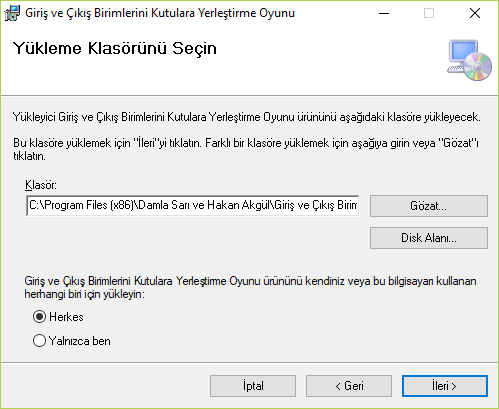 Giriş ve Çıkış Birimlerini Kutulara Yerleştirme Oyunu
Yükleme Klasörünü Seçin
Yükleyici Giriş ve Çıkış Birimlerini Kutulara Yerleştirme Oyunu ürününü aşağıdaki klasöre yükleyecek.
Bu klasöre yüklemek için "İleri"yi tıklatın. Farklı bir klasöre yüklemek için aşağıya girin veya "Gözat"ı
tıklatın.
Klasör:
C:\Program Files (x86)\Damla Sarı ve Hakan Akgül\Giriş ve Çıkış Birim
Gözat...
Disk Alanı...
Giriş ve Çıkış Birimlerini Kutulara Yerleştirme Oyunu ürününü kendiniz veya bu bilgisayarı kullanan
herhangi biri için yükleyin:
Herkes
Yalnızca ben
İptal
< Geri
İleri >